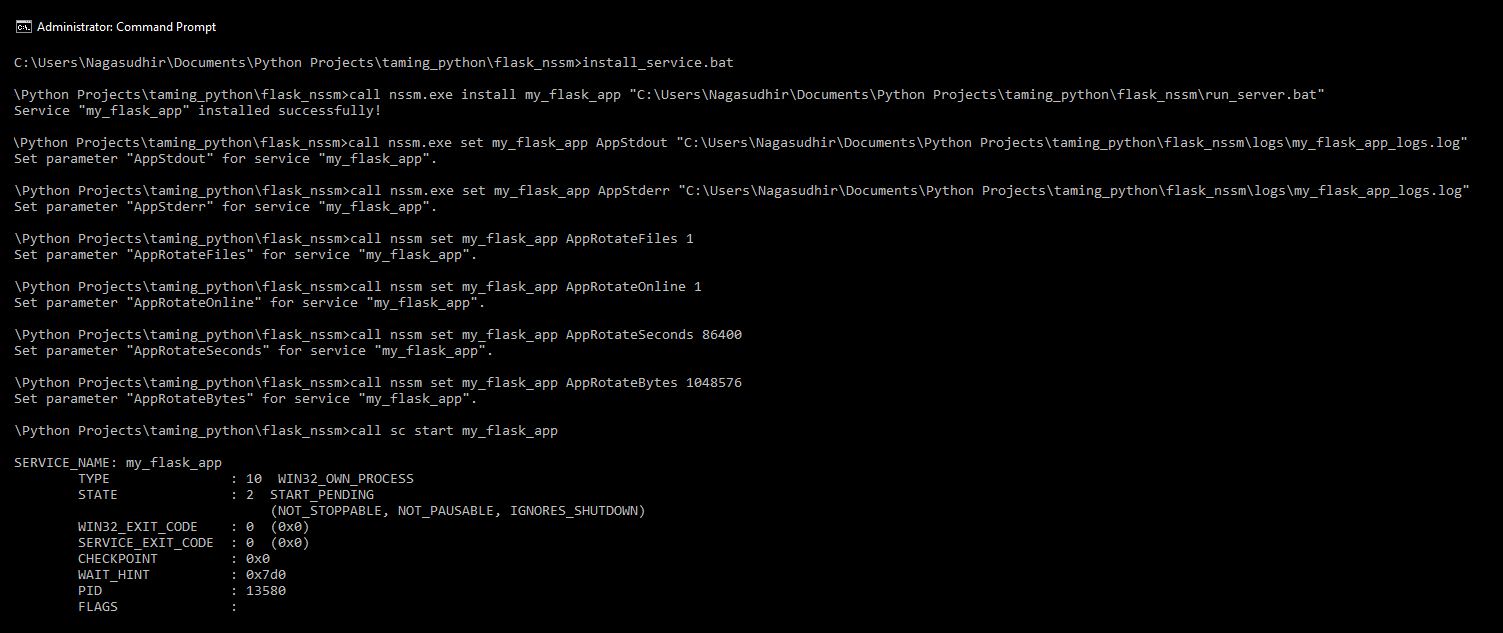 Administrator: Command Prompt
C:\Users\Nagasudhir\Documents\Python Projects\taming_python\flask_nssm>install_service.bat
\Python Projects\taming_python\flask_nssm>call nssm.exe install my_flask_app "C:\Users\Nagasudhir\Documents\Python Projects\taming_python\flask_nssm\run_server.bat"
Service "my_flask_app" installed successfully!
\Python Projects\taming_python\flask_nssm>call nssm.exe set my_flask_app AppStdout "C:\Users\Nagasudhir\Documents\Python Projects\taming_python\flask_nssm\logs\my_flask_app_logs.log"
Set parameter "AppStdout" for service "my_flask_app".
\Python Projects\taming_python\flask_nssm>call nssm.exe set my_flask_app AppStderr "C:\Users\Nagasudhir\Documents\Python Projects\taming_python\flask_nssm\logs\my_flask_app_logs.log"
Set parameter "AppStderr" for service "my_flask_app".
\Python Projects\taming_python\flask_nssm>call nssm set my_flask_app AppRotateFiles 1
Set parameter "AppRotateFiles" for service "my_flask_app".
\Python Projects\taming_python\flask_nssm>call nssm set my_flask_app AppRotateOnline 1
Set parameter "AppRotateOnline" for service "my_flask_app".
\Python Projects\taming_python\flask_nssm>call nssm set my_flask_app AppRotateSeconds 86400
Set parameter "AppRotateSeconds" for service "my_flask_app".
\Python Projects\taming_python\flask_nssm>call nssm set my_flask_app AppRotateBytes 1048576
Set parameter "AppRotateBytes" for service "my_flask_app".
\Python Projects\taming_python\flask_nssm>call sc start my_flask_app
SERVICE_NAME: my_flask_app
TYPE : 10 WIN32_OWN_PROCESS
STATE : 2 START_PENDING
(NOT_STOPPABLE, NOT_PAUSABLE, IGNORES_SHUTDOWN)
WIN32_EXIT_CODE : 0 (0x0)
SERVICE_EXIT_CODE : 0 (0x0)
CHECKPOINT : 0x0
WAIT_HINT : 0x7d0
PID : 13580
FLAGS :